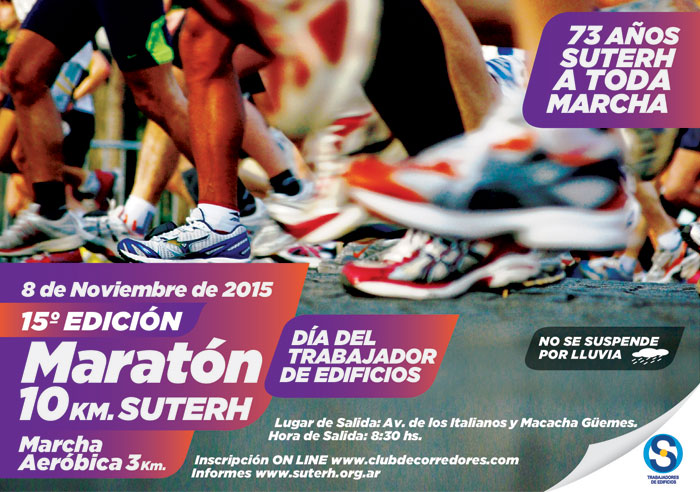 73 AÑOS
SUTERH
A TODA
MARCHA
8 de Noviembre de 2015
15º EDICIÓN
Maratón
10 KM. SUTERH
Marcha
Aeróbica 3 Km.
DÍA DEL
TRABAJADOR
DE EDIFICIOS
NO SE SUSPENDE
POR LLUVIA
Lugar de Salida: Av. de los Italianos y Macacha Güemes.
Hora de Salida: 8:30 hs.
Inscripción ON LINE www.clubdecorredores.com
Informes www.suterh.org.ar
S
TRABAJADORES
DE EDIFICIOS